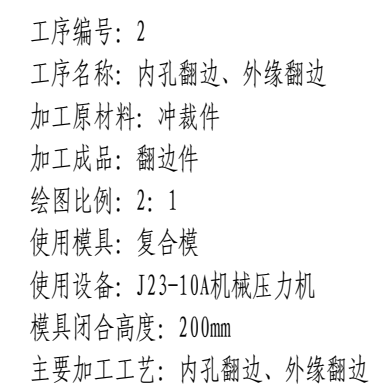 工序编号：2
工序名称：内孔翻边、外缘翻边
加工原材料：冲裁件
加工成品：翻边件
绘图比例：2：1
使用模具：复合模
使用设备：J23-10A机械压力机
模具闭合高度：200mm
主要加工工艺：内孔翻边、外缘翻边